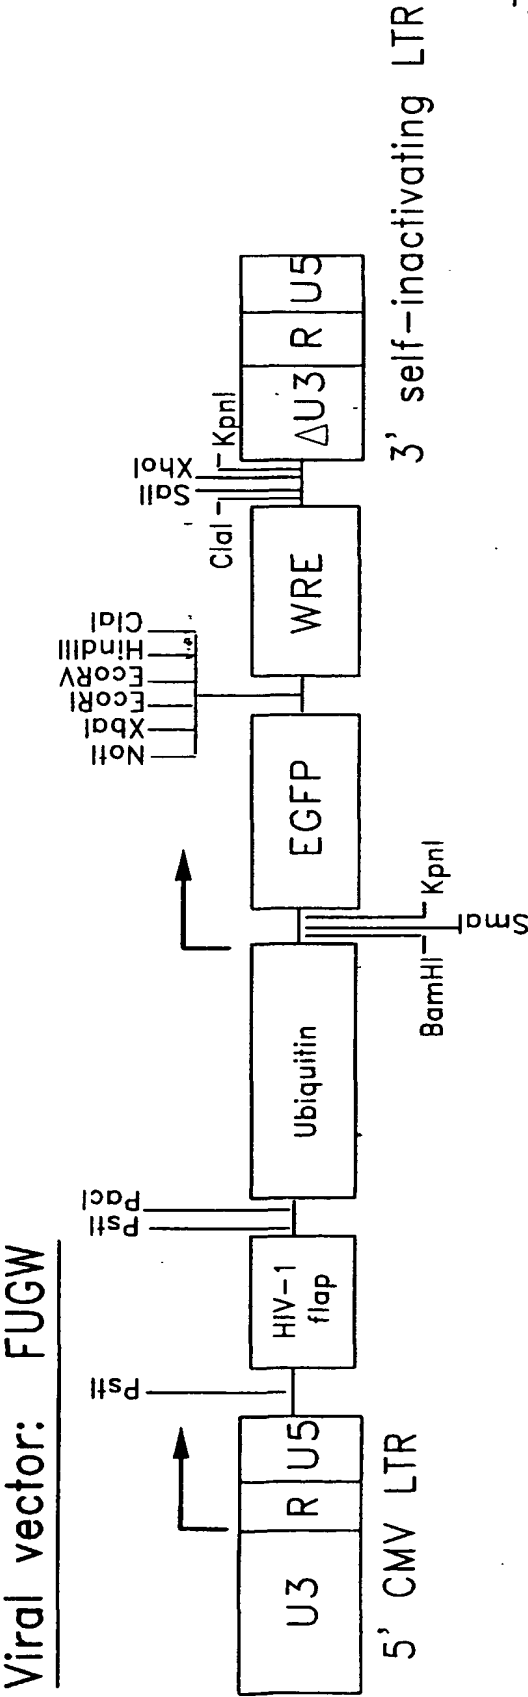 Viral vector: FUGW
PstI
PstI
PacI
NotI
XbaI
EcoRI
EcoRV
HindIII
ClaI
ClaI
SalI
XhoI
KpnI
U3
R
U5
HIV-1
flap
Ubiquitin
EGFP
WRE
△U3
R
U5
BamHI
SmaI
KpnI
5' CMV LTR
3' self-inactivating LTR